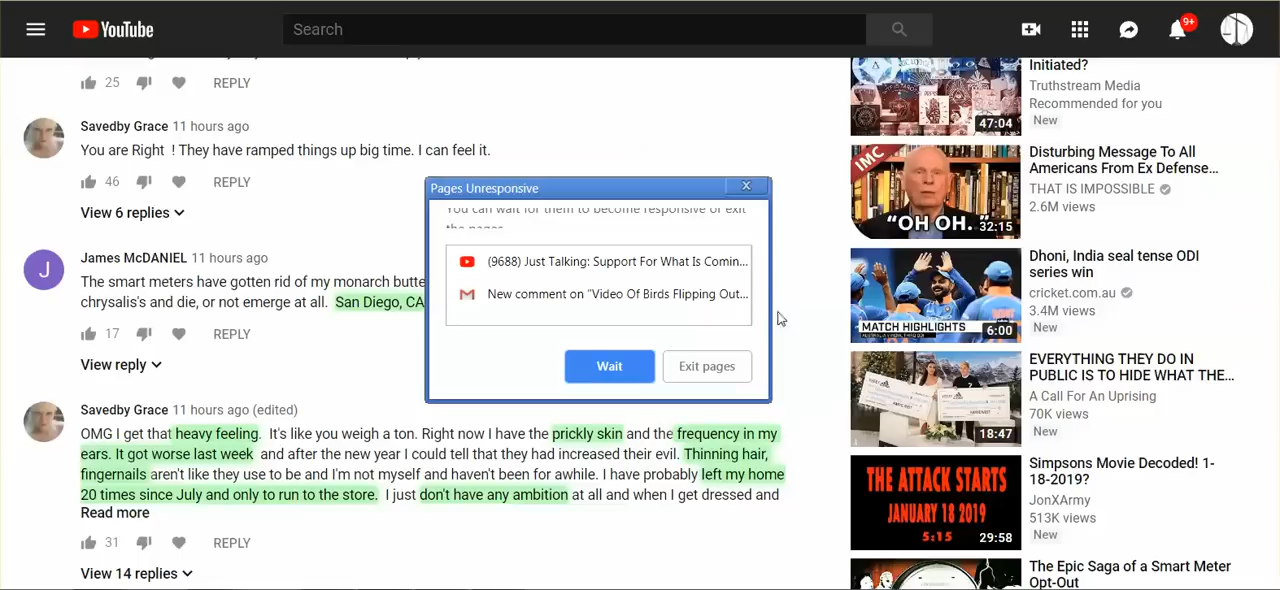 YouTube
Search
9+
25
REPLY
Savedby Grace 11 hours ago
You are Right ! They have ramped things up big time. I can feel it.
46
REPLY
View 6 replies
J
James McDANIEL 11 hours ago
The smart meters have gotten rid of my monarch butte
chrysalis's and die, or not emerge at all. San Diego, CA
17
REPLY
View reply
Savedby Grace 11 hours ago (edited)
OMG I get that heavy feeling. It's like you weigh a ton. Right now I have the prickly skin and the frequency in my
ears. It got worse last week and after the new year I could tell that they had increased their evil. Thinning hair,
fingernails aren't like they use to be and I'm not myself and haven't been for awhile. I have probably left my home
20 times since July and only to run to the store. I just don't have any ambition at all and when I get dressed and
Read more
31
REPLY
View 14 replies
Pages Unresponsive
You can wait for them to become responsive or exit
the pages.
(9688) Just Talking: Support For What Is Comin...
New comment on "Video Of Birds Flipping Out...
Wait
Exit pages
47:04
Initiated?
Truthstream Media
Recommended for you
New
IMC
"OH OH."
32:15
Disturbing Message To All
Americans From Ex Defense...
THAT IS IMPOSSIBLE
2.6M views
MATCH HIGHLIGHTS
6:00
Dhoni, India seal tense ODI
series win
cricket.com.au
3.4M views
New
18:47
EVERYTHING THEY DO IN
PUBLIC IS TO HIDE WHAT THE...
A Call For An Uprising
70K views
New
THE ATTACK STARTS
JANUARY 18 2019
5:15
29:58
Simpsons Movie Decoded! 1-
18-2019?
JonXArmy
513K views
New
The Epic Saga of a Smart Meter
Opt-Out